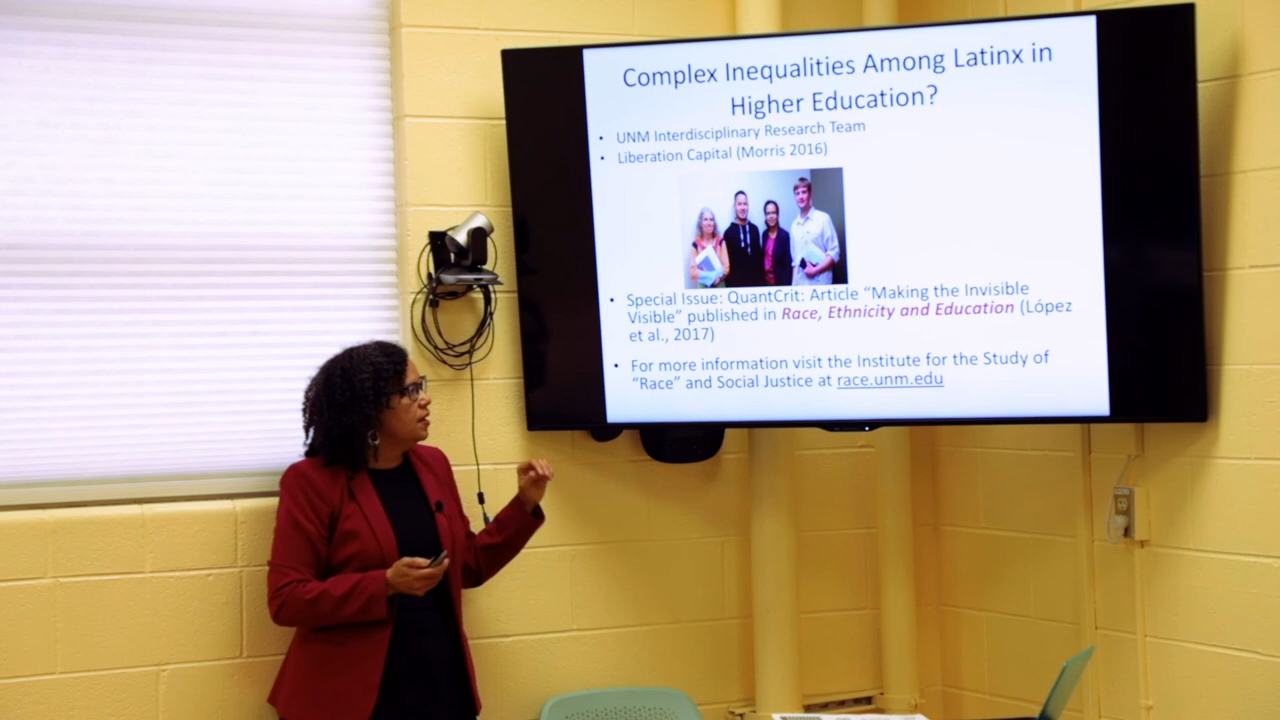 Complex Inequalities Among Latinx in
Higher Education?
• UNM Interdisciplinary Research Team
• Liberation Capital (Morris 2016)
• Special Issue: QuantCrit: Article “Making the Invisible
Visible” published in Race, Ethnicity and Education (López
et al., 2017)
• For more information visit the Institute for the Study of
“Race” and Social Justice at race.unm.edu